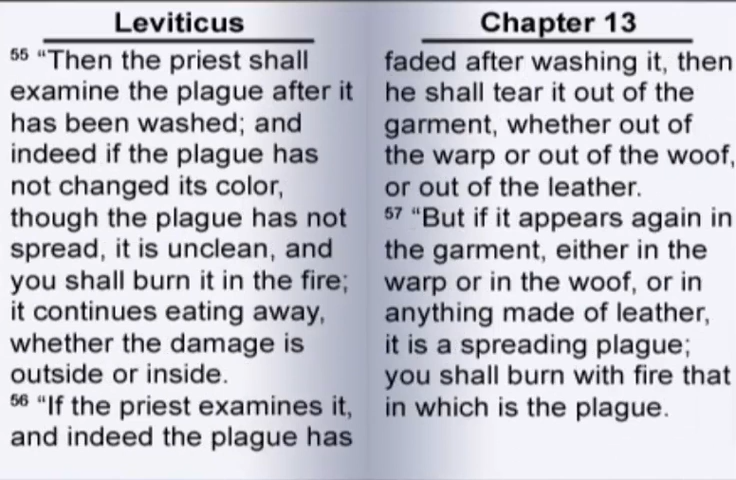 Leviticus
55 “Then the priest shall
examine the plague after it
has been washed; and
indeed if the plague has
not changed its color,
though the plague has not
spread, it is unclean, and
you shall burn it in the fire;
it continues eating away,
whether the damage is
outside or inside.
56 “If the priest examines it,
and indeed the plague has
Chapter 13
faded after washing it, then
he shall tear it out of the
garment, whether out of
the warp or out of the woof,
or out of the leather.
57 “But if it appears again in
the garment, either in the
warp or in the woof, or in
anything made of leather,
it is a spreading plague;
you shall burn with fire that
in which is the plague.